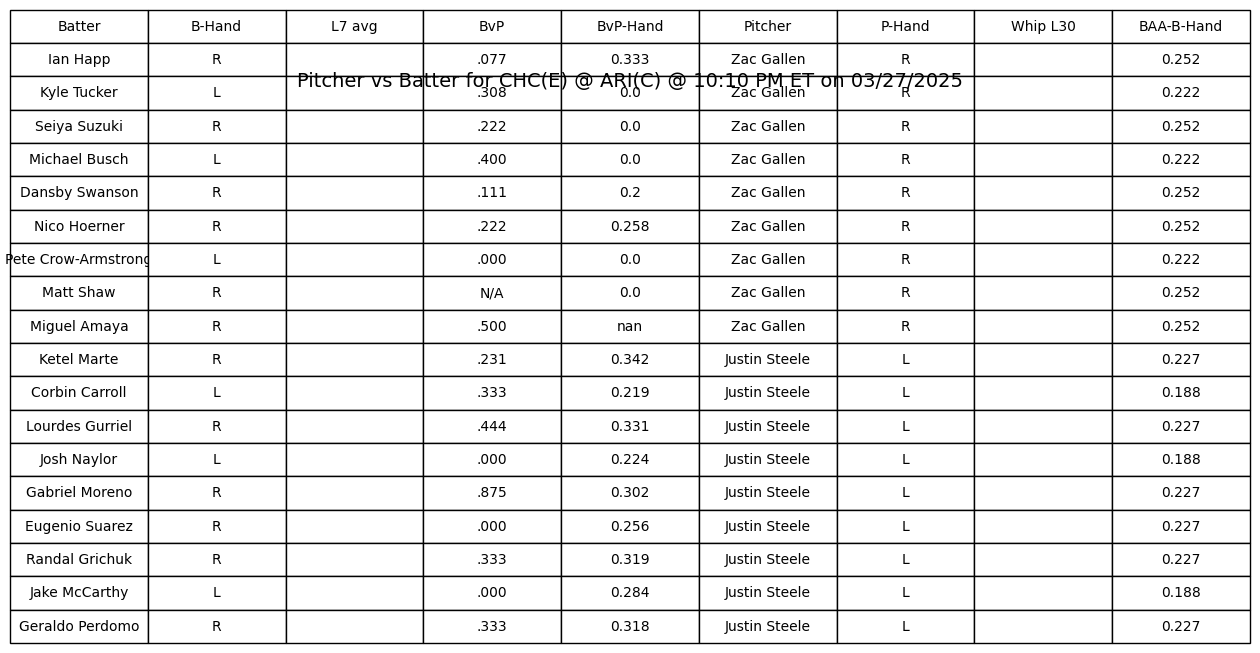 Batter B-Hand L7 avg BvP BvP-Hand Pitcher P-Hand Whip L30 BAA-B-Hand
Ian Happ R .077 0.333 Zac Gallen R 0.252
Pitcher vs Batter for CHC(E) @ ARI(C) @ 10:10 PM ET on 03/27/2025
Kyle Tucker L .308 0.0 Zac Gallen R 0.222
Seiya Suzuki R .222 0.0 Zac Gallen R 0.252
Michael Busch L .400 0.0 Zac Gallen R 0.222
Dansby Swanson R .111 0.2 Zac Gallen R 0.252
Nico Hoerner R .222 0.258 Zac Gallen R 0.252
Pete Crow-Armstrong L .000 0.0 Zac Gallen R 0.222
Matt Shaw R N/A 0.0 Zac Gallen R 0.252
Miguel Amaya R .500 nan Zac Gallen R 0.252
Ketel Marte R .231 0.342 Justin Steele L 0.227
Corbin Carroll L .333 0.219 Justin Steele L 0.188
Lourdes Gurriel R .444 0.331 Justin Steele L 0.227
Josh Naylor L .000 0.224 Justin Steele L 0.188
Gabriel Moreno R .875 0.302 Justin Steele L 0.227
Eugenio Suarez R .000 0.256 Justin Steele L 0.227
Randal Grichuk R .333 0.319 Justin Steele L 0.227
Jake McCarthy L .000 0.284 Justin Steele L 0.188
Geraldo Perdomo R .333 0.318 Justin Steele L 0.227